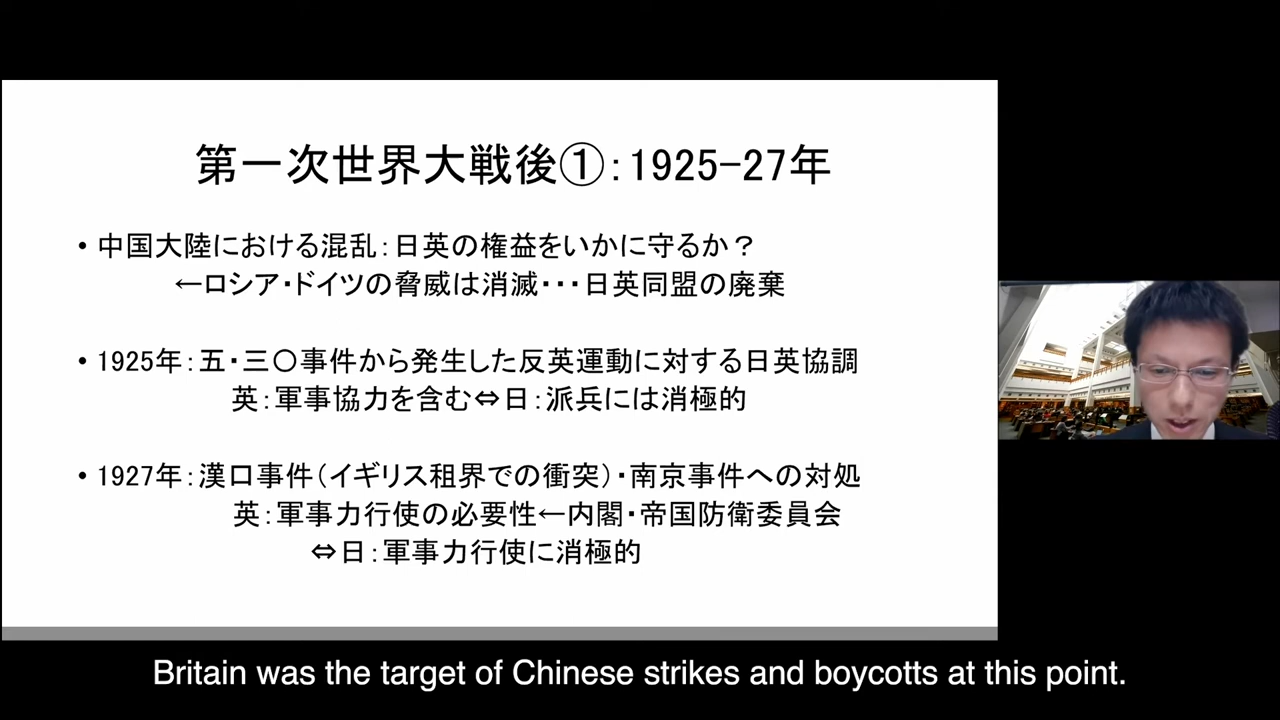 第一次世界大戦後①：1925-27年
• 中国大陸における混乱：日英の権益をいかに守るか？
←ロシア・ドイツの脅威は消滅・・・日英同盟の廃棄
• 1925年：五・三〇事件から発生した反英運動に対する日英協調
英：軍事協力を含む⇔日：派兵には消極的
• 1927年：漢口事件（イギリス租界での衝突）・南京事件への対処
英：軍事力行使の必要性←内閣・帝国防衛委員会
⇔日：軍事力行使に消極的
Britain was the target of Chinese strikes and boycotts at this point.